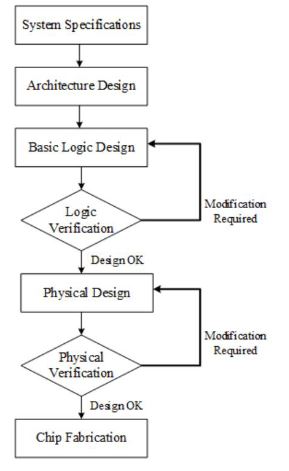 System Specifications
Architecture Design
Basic Logic Design
Logic
Verification
Modification
Required
Design OK
Physical Design
Physical
Verification
Modification
Required
Design OK
Chip Fabrication